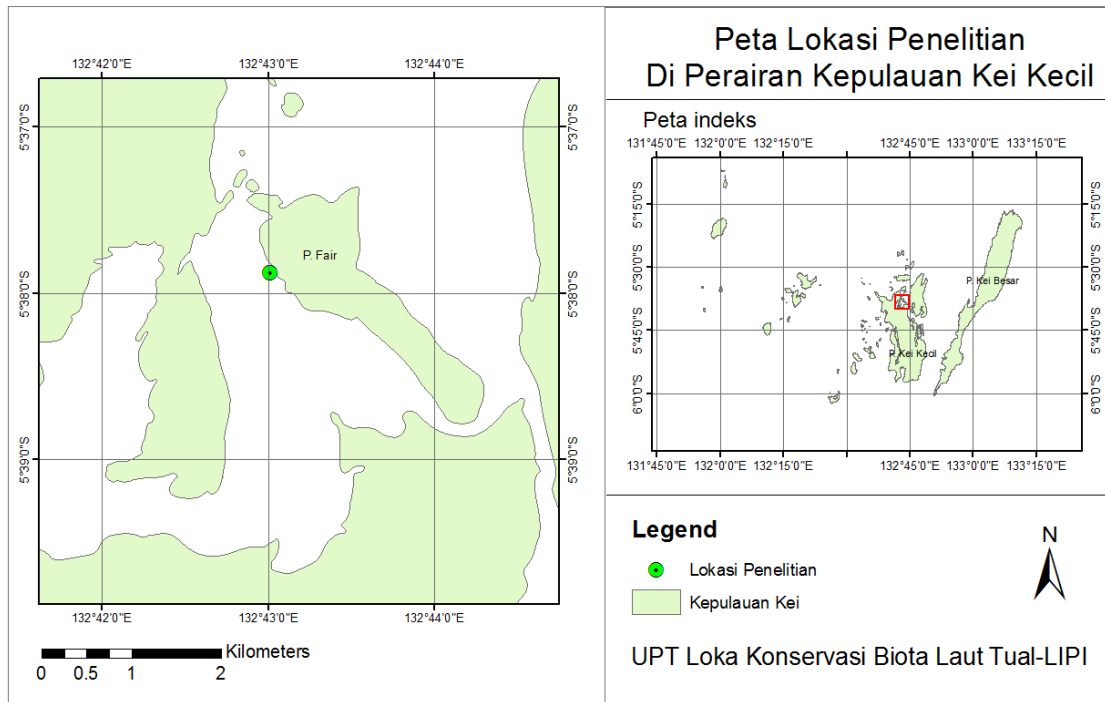 132°42'0"E 132°43'0"E 132°44'0"E
5°37'0"S 5°37'0"S
P. Fair
5°38'0"S 5°38'0"S
5°39'0"S 5°39'0"S
132°42'0"E 132°43'0"E 132°44'0"E
Kilometers
0 0.5 1 2
Peta Lokasi Penelitian
Di Perairan Kepulauan Kei Kecil
Peta indeks
131°45'0"E 132°0'0"E 132°15'0"E 132°45'0"E 133°0'0"E 133°15'0"E
5°15'0"S 5°15'0"S
5°30'0"S 5°30'0"S
P. Kei Besar
5°45'0"S 5°45'0"S
P. Kei Kecil
6°0'0"S 6°0'0"S
131°45'0"E 132°0'0"E 132°15'0"E 132°45'0"E 133°0'0"E 133°15'0"E
Legend
N
Lokasi Penelitian
Kepulauan Kei
UPT Loka Konservasi Biota Laut Tual-LIPI